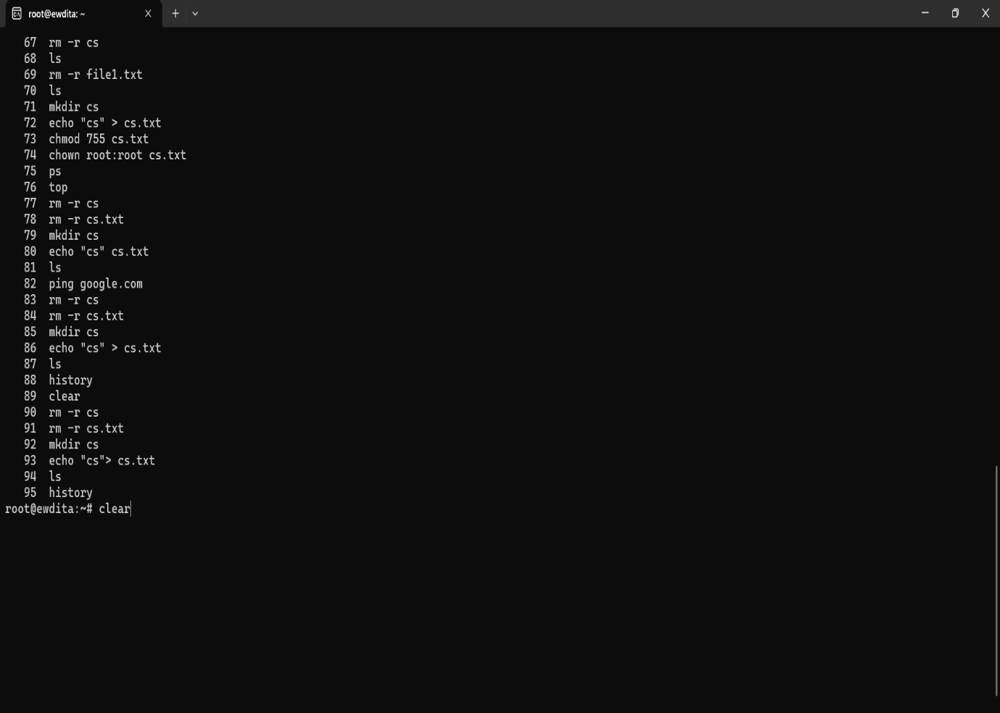 root@ewdita: ~
67 rm -r cs
68 ls
69 rm -r file1.txt
70 ls
71 mkdir cs
72 echo "cs" > cs.txt
73 chmod 755 cs.txt
74 chown root:root cs.txt
75 ps
76 top
77 rm -r cs
78 rm -r cs.txt
79 mkdir cs
80 echo "cs" cs.txt
81 ls
82 ping google.com
83 rm -r cs
84 rm -r cs.txt
85 mkdir cs
86 echo "cs" > cs.txt
87 ls
88 history
89 clear
90 rm -r cs
91 rm -r cs.txt
92 mkdir cs
93 echo "cs"> cs.txt
94 ls
95 history
root@ewdita:~# clear